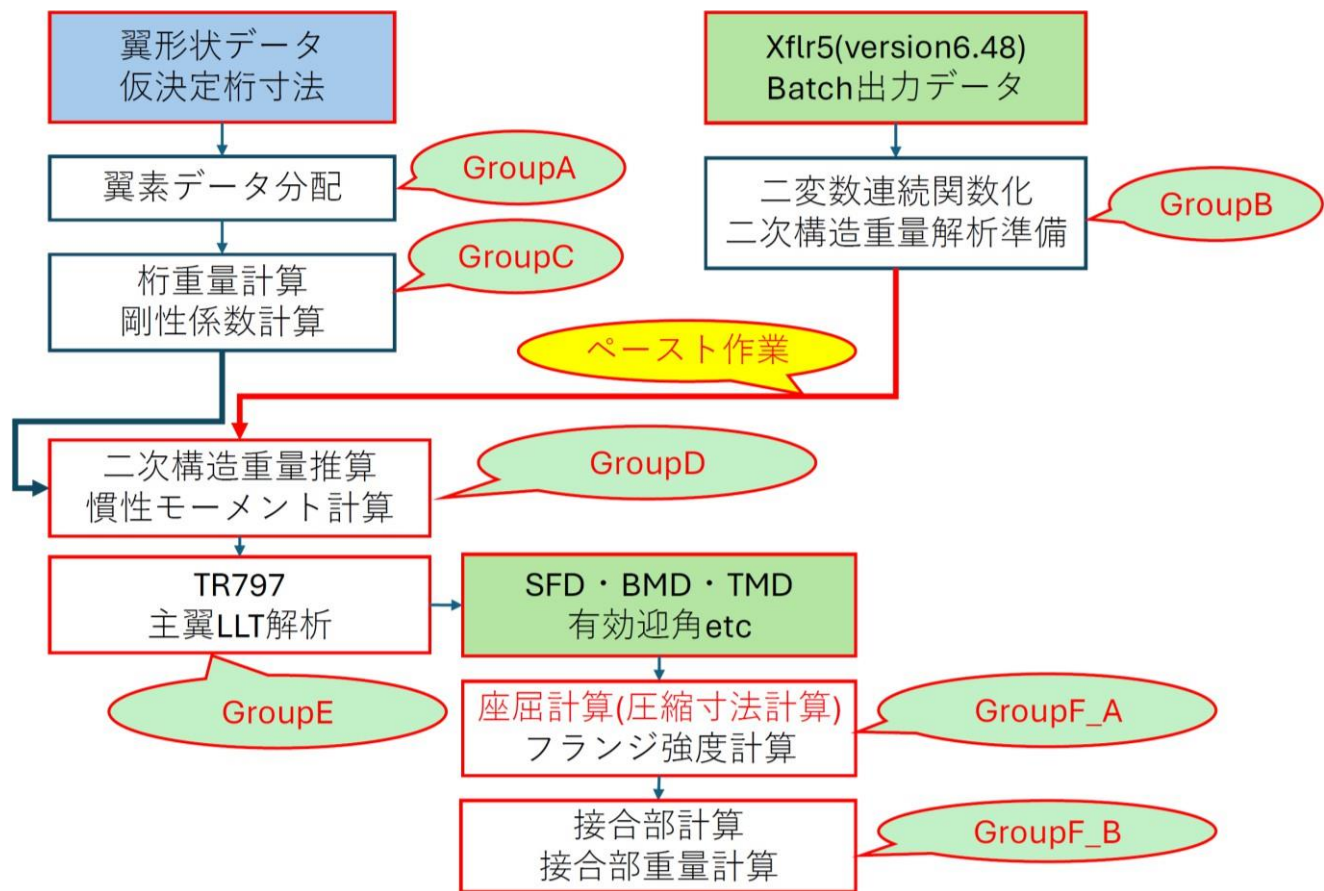 翼形状データ
仮決定桁寸法
Xflr5(version6.48)
Batch出力データ
翼素データ分配
GroupA
二変数連続関数化
二次構造重量解析準備
GroupB
桁重量計算
剛性係数計算
GroupC
ペースト作業
二次構造重量推算
慣性モーメント計算
GroupD
TR797
主翼LLT解析
GroupE
SFD・BMD・TMD
有効迎角etc
座屈計算(圧縮寸法計算)
フランジ強度計算
GroupF_A
接合部計算
接合部重量計算
GroupF_B